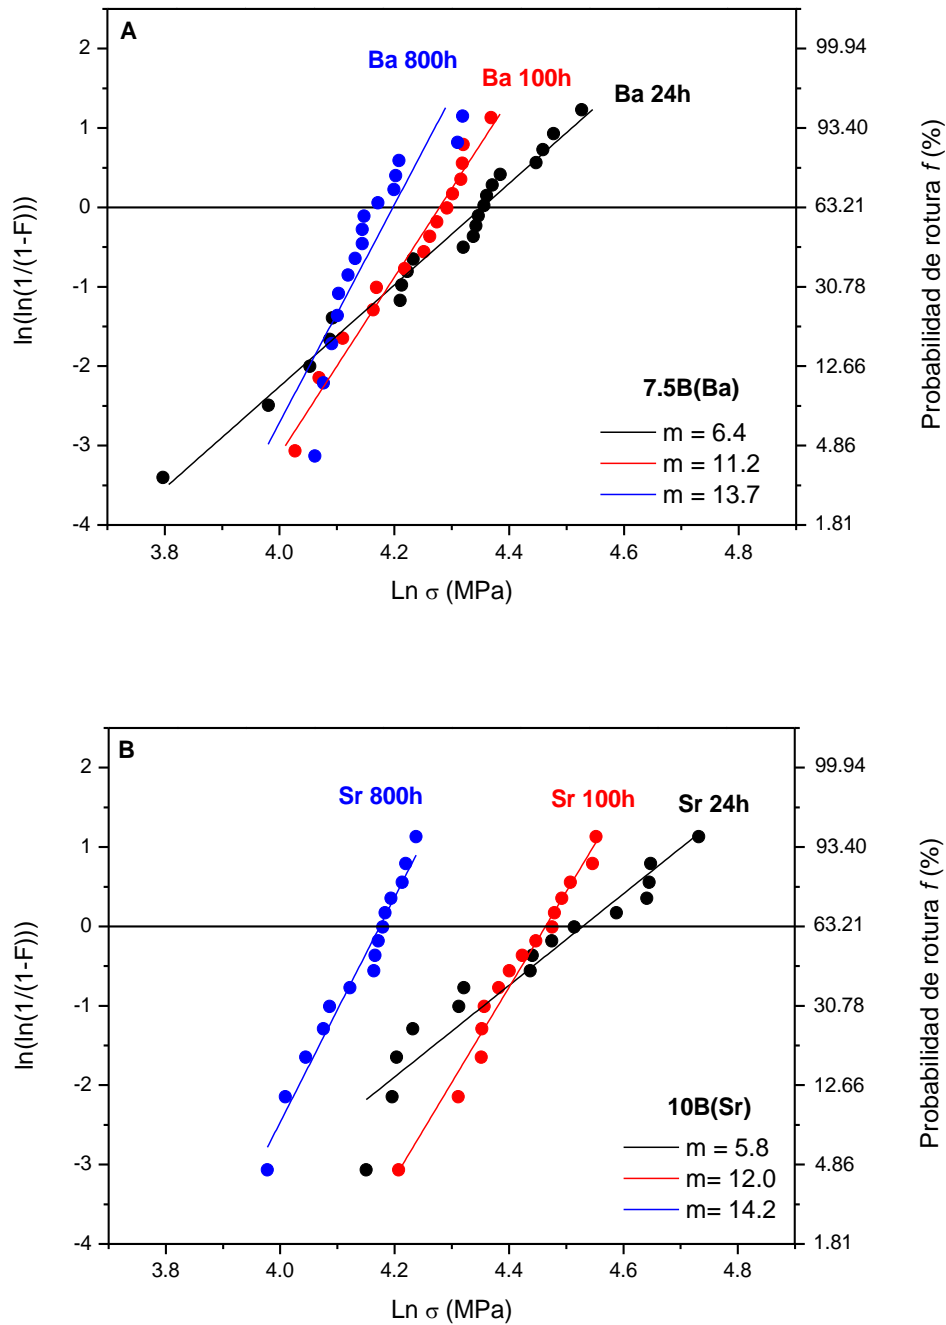 A
Ba 800h
Ba 100h
Ba 24h
2
1
0
-1
-2
-3
-4
99.94
93.40
63.21
30.78
12.66
4.86
1.81
ln(ln(1/(1-F)))
Probabilidad de rotura f (%)
7.5B(Ba)
m = 6.4
m = 11.2
m = 13.7
3.8 4.0 4.2 4.4 4.6 4.8
Ln σ (MPa)
B
Sr 800h
Sr 100h
Sr 24h
2
1
0
-1
-2
-3
-4
99.94
93.40
63.21
30.78
12.66
4.86
1.81
ln(ln(1/(1-F)))
Probabilidad de rotura f (%)
10B(Sr)
m = 5.8
m= 12.0
m= 14.2
3.8 4.0 4.2 4.4 4.6 4.8
Ln σ (MPa)